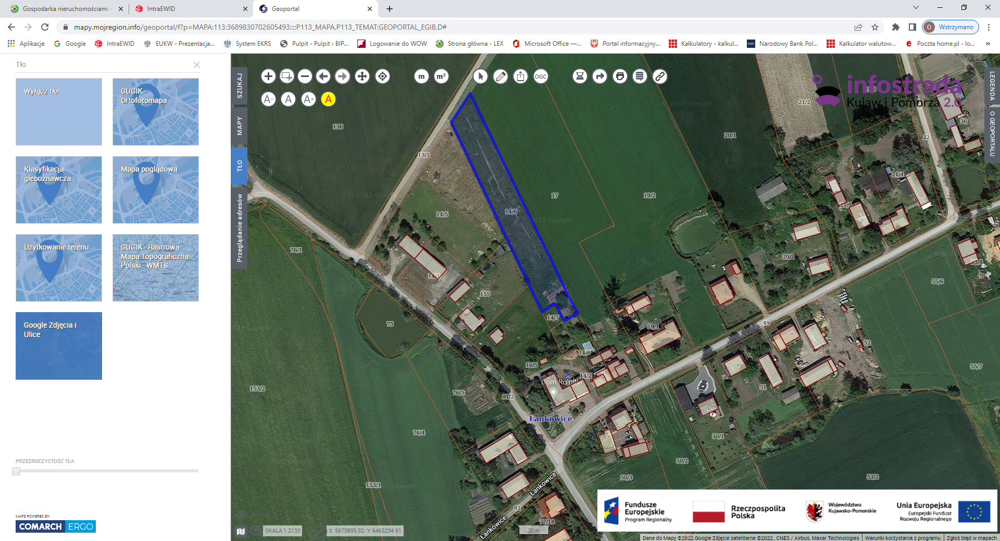 Gospodarka nieruchomościami -
IntraEWID
Geoportal
mapy.mojregion.info/geoportal/f?p=MAPA:113:3689830702605493::::P113_MAPA,P113_TEMAT:GEOPORTAL_EGIB,D#
O Wstrzymano
Aplikacje
Google
IntraEWID
EUKW - Prezentacja...
System EKRS
Pulpit - Pulpit ‹ BIP...
Logowanie do WOW
Strona główna - LEX
Microsoft Office —...
Portal informacyjny...
Kalkulatory - kalkul...
Narodowy Bank Pol...
Kalkulator walutow...
Poczta home.pl - lo...
»
Tło
Wyłącz tło
GUGIK -
Ortofotomapa
Klasyfikacja
gleboznawcza
Mapa poglądowa
Użytkowanie terenu
GUGIK - Rastrowa
Mapa Topograficzna
Polski - WMTS
Google Zdjęcia i
Ulice
PRZEZROCZYSTOŚĆ TŁA:
MAPS POWERED BY:
COMARCH ERGO
SZUKAJ
MAPY
TŁO
Przeglądanie adresów
m
m²
OGC
A-
A
A+
A
infostrada
Kujaw i Pomorza 2.0
LEGENDA
O GEOPORTALU
136
13/3
14/5
14/6
17
19/2
20/1
21/2
22
36
21/4
21/5
20/2
55/8
55/6
76/1
14/4
155
75
14/7
19/1
49
52
14/8
16/5
14/2
Dom Rolnika
51
55/7
153/2
76/3
91/2
Łankowice
76/4
50/1
50/2
50/3
53/2
153/1
Łankowice
81
Łankowice
77/18
20 m
SKALA 1:2133
X: 5875895.92 Y: 6463234.91
Fundusze
Europejskie
Program Regionalny
Rzeczpospolita
Polska
Województwo
Kujawsko-Pomorskie
Unia Europejska
Europejski Fundusz
Rozwoju Regionalnego
Dane do Mapy ©2022 Google Zdjęcie satelitarne ©2022 , CNES / Airbus, Maxar Technologies
Warunki korzystania z programu
Zgłoś błąd w mapach